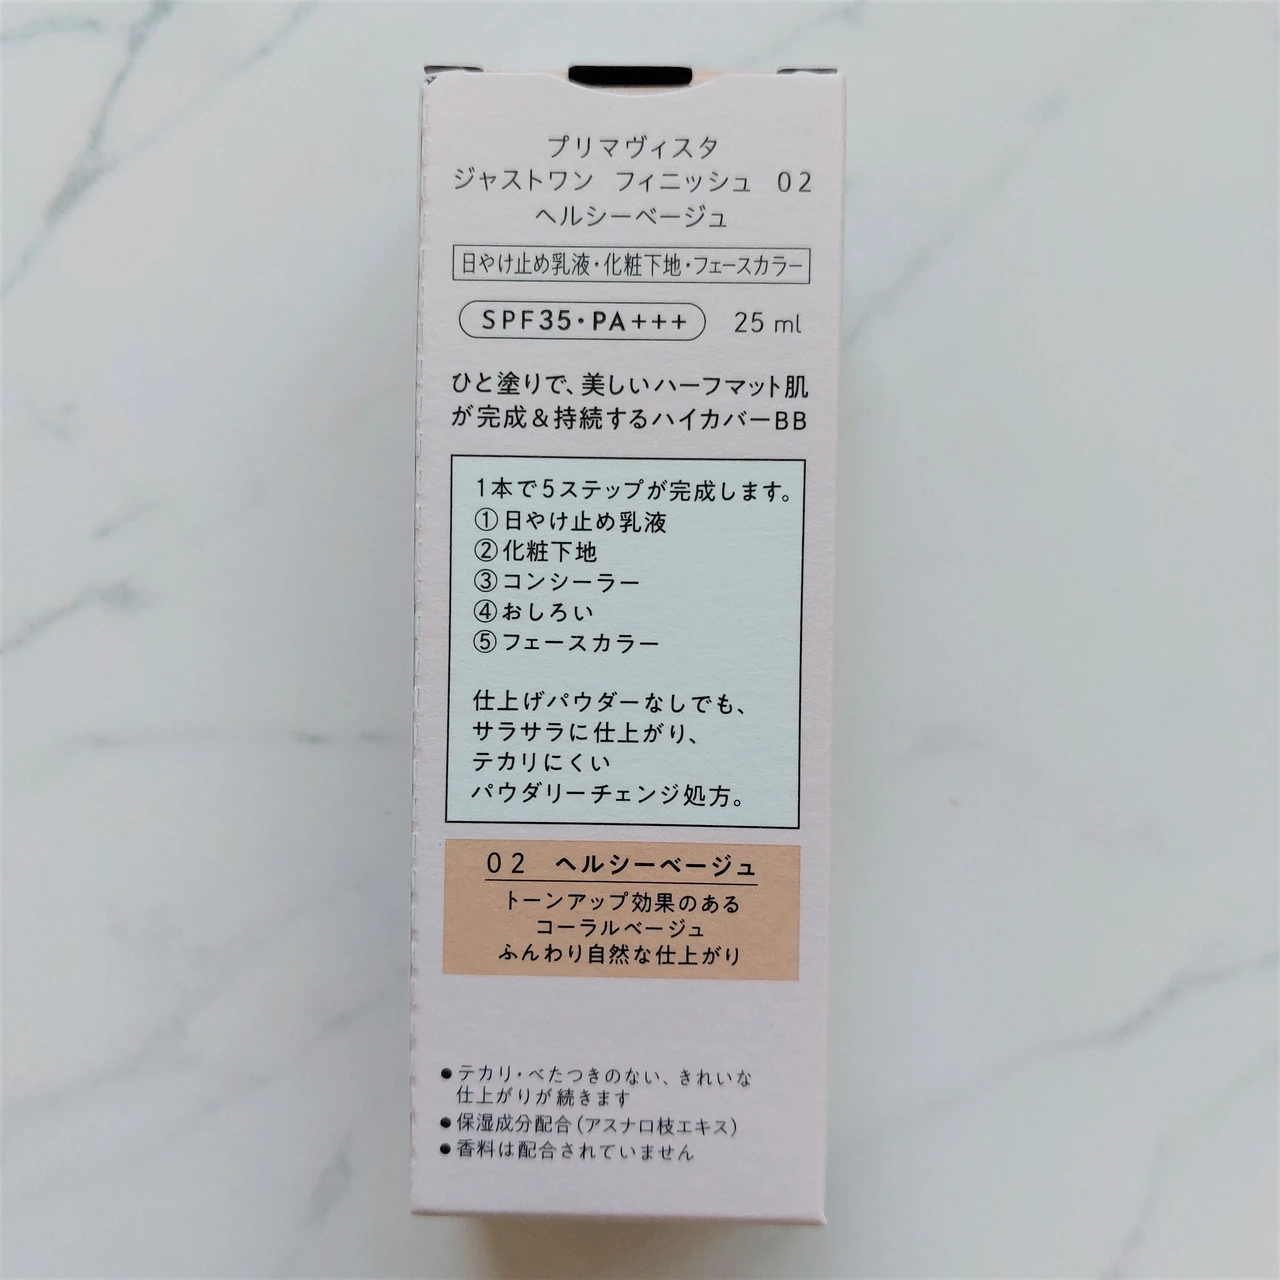 プリマヴィスタ
ジャストワン フィニッシュ 02
ヘルシーベージュ
日やけ止め乳液・化粧下地・フェースカラー
SPF35・PA+++ 25 ml
ひと塗りで、美しいハーフマット肌
が完成&持続するハイカバーBB
1本で5ステップが完成します。
①日やけ止め乳液
②化粧下地
③コンシーラー
④おしろい
⑤フェースカラー
仕上げパウダーなしでも、
サラサラに仕上がり、
テカリにくい
パウダリーチェンジ処方。
02 ヘルシーベージュ
トーンアップ効果のある
コーラルベージュ
ふんわり自然な仕上がり
●テカリ・べたつきのない、きれいな
仕上がりが続きます
●保湿成分配合(アスナロ枝エキス)
●香料は配合されていません